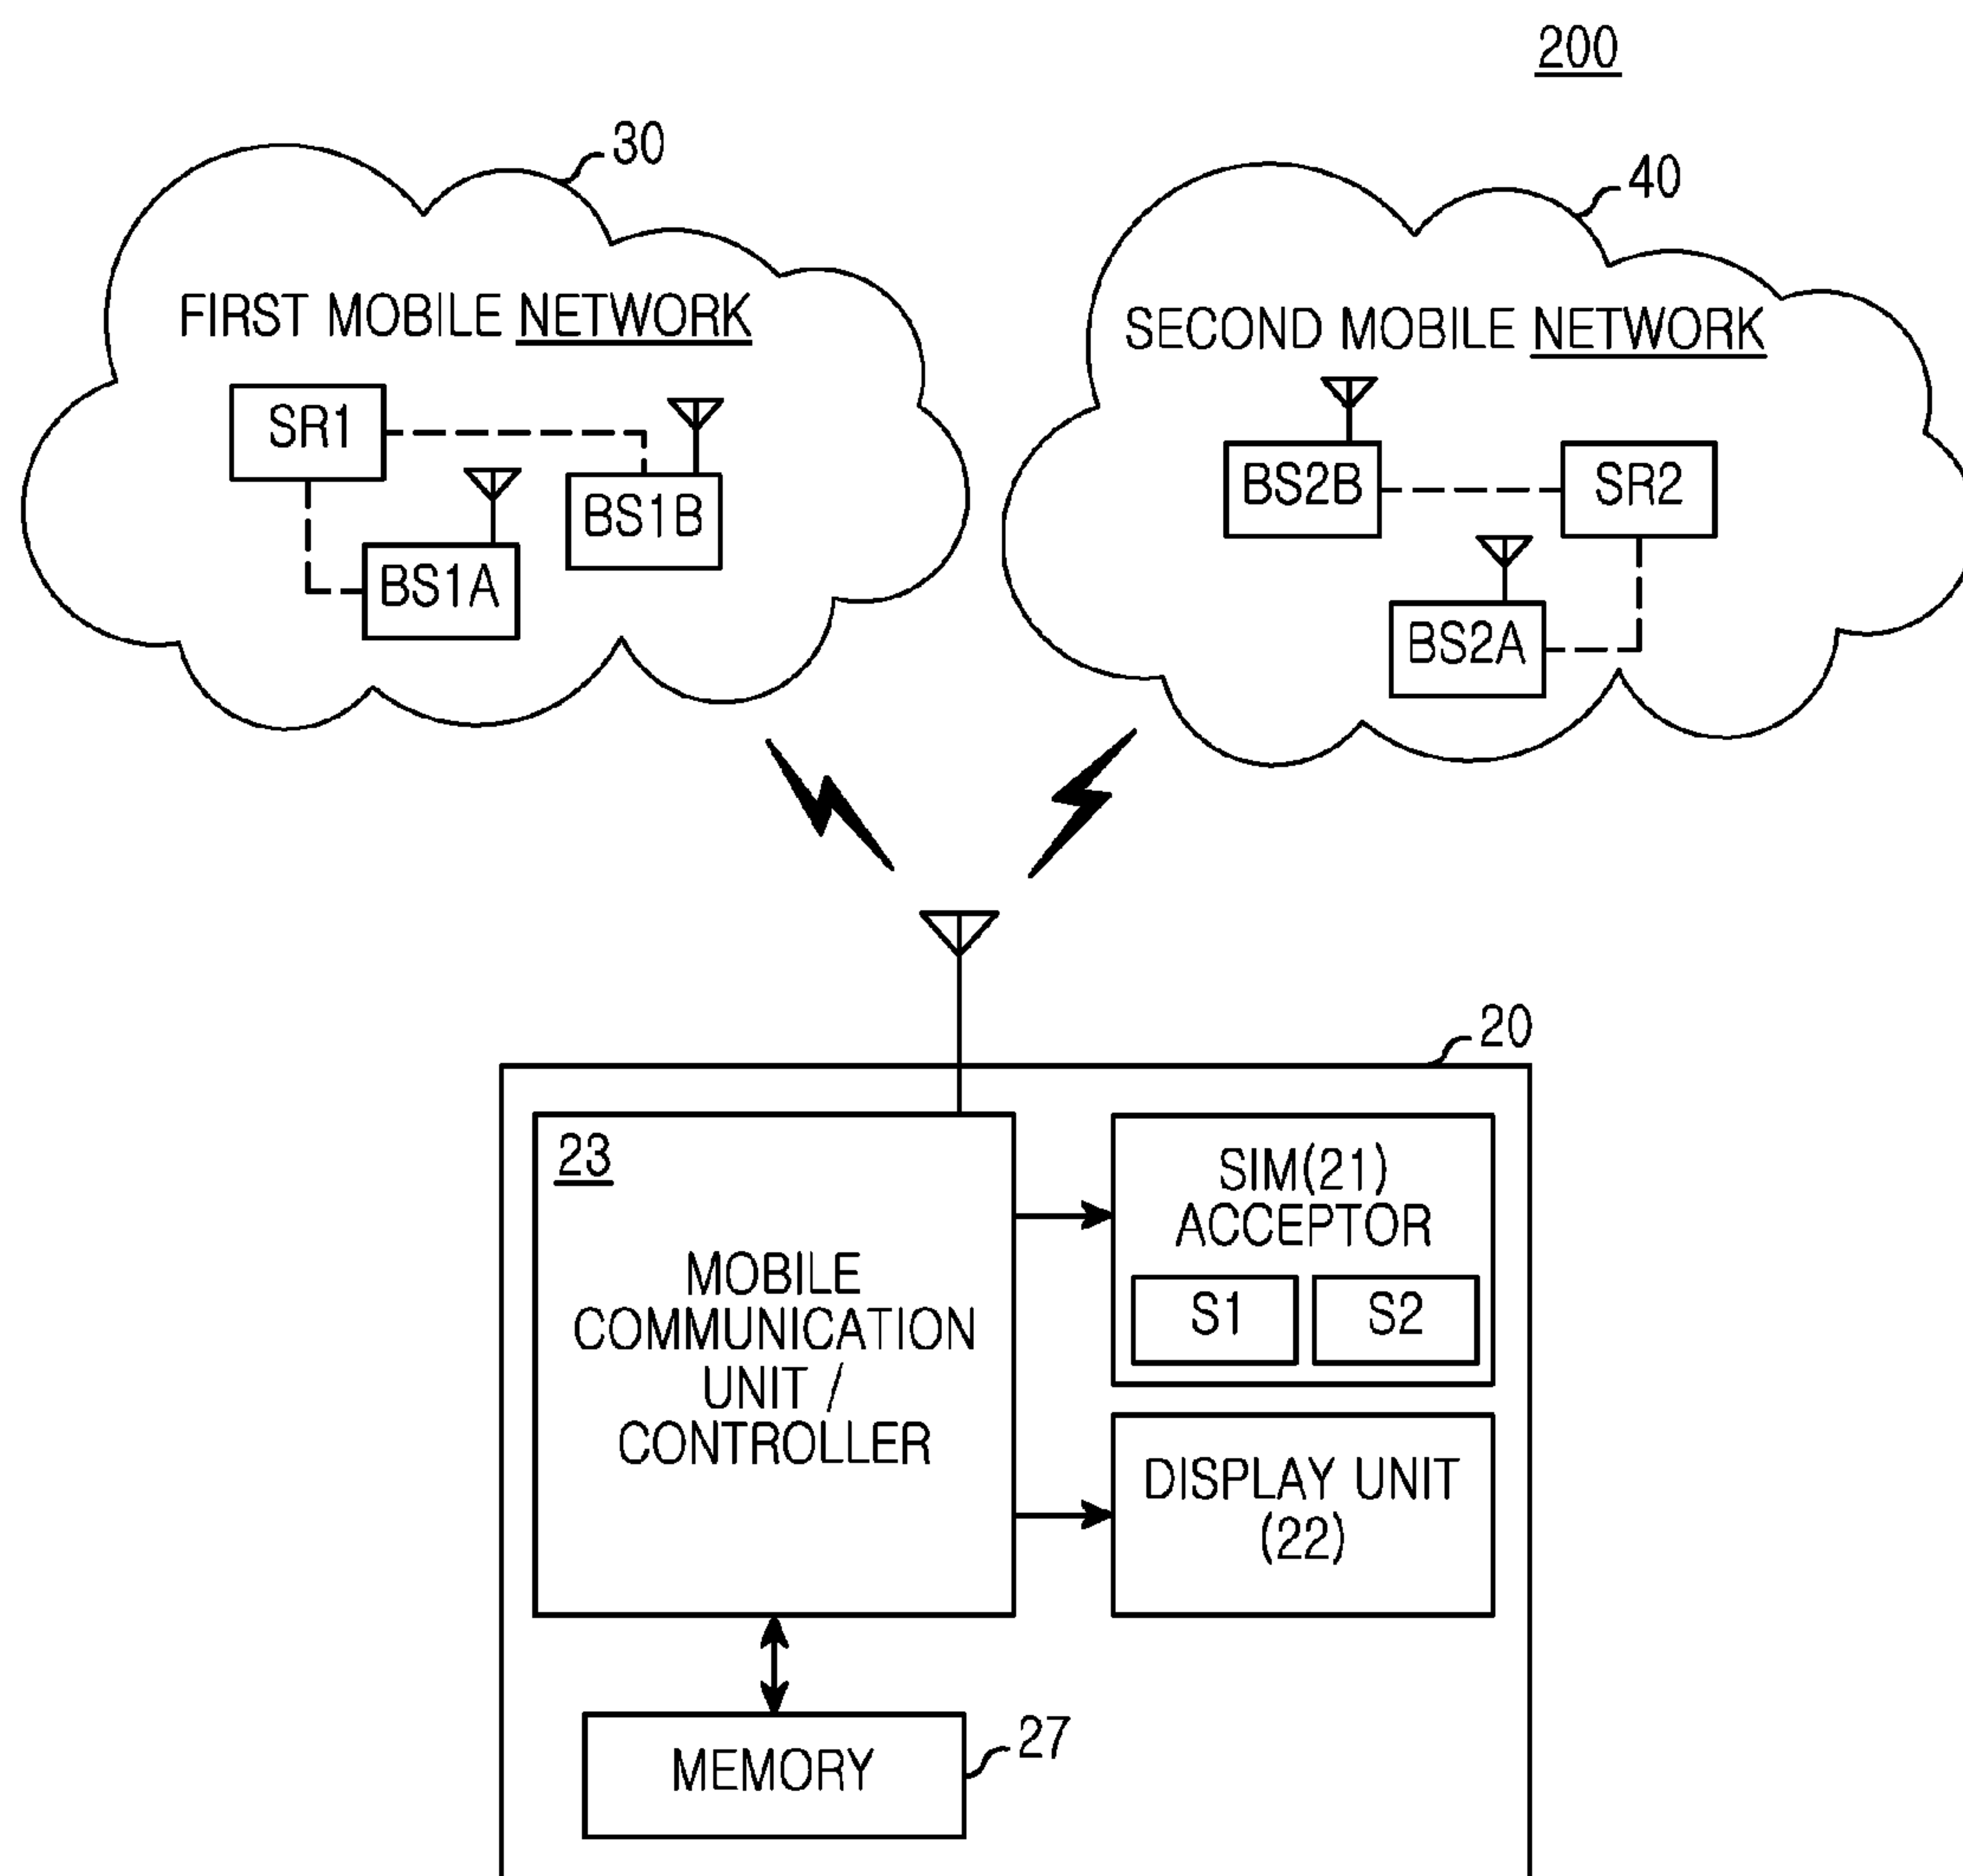 200
30
40
FIRST MOBILE NETWORK
SECOND MOBILE NETWORK
SR1
BS1B
BS1A
BS2B
SR2
BS2A
20
23
MOBILE
COMMUNICATION
UNIT /
CONTROLLER
SIM(21)
ACCEPTOR
S1
S2
DISPLAY UNIT
(22)
MEMORY
27